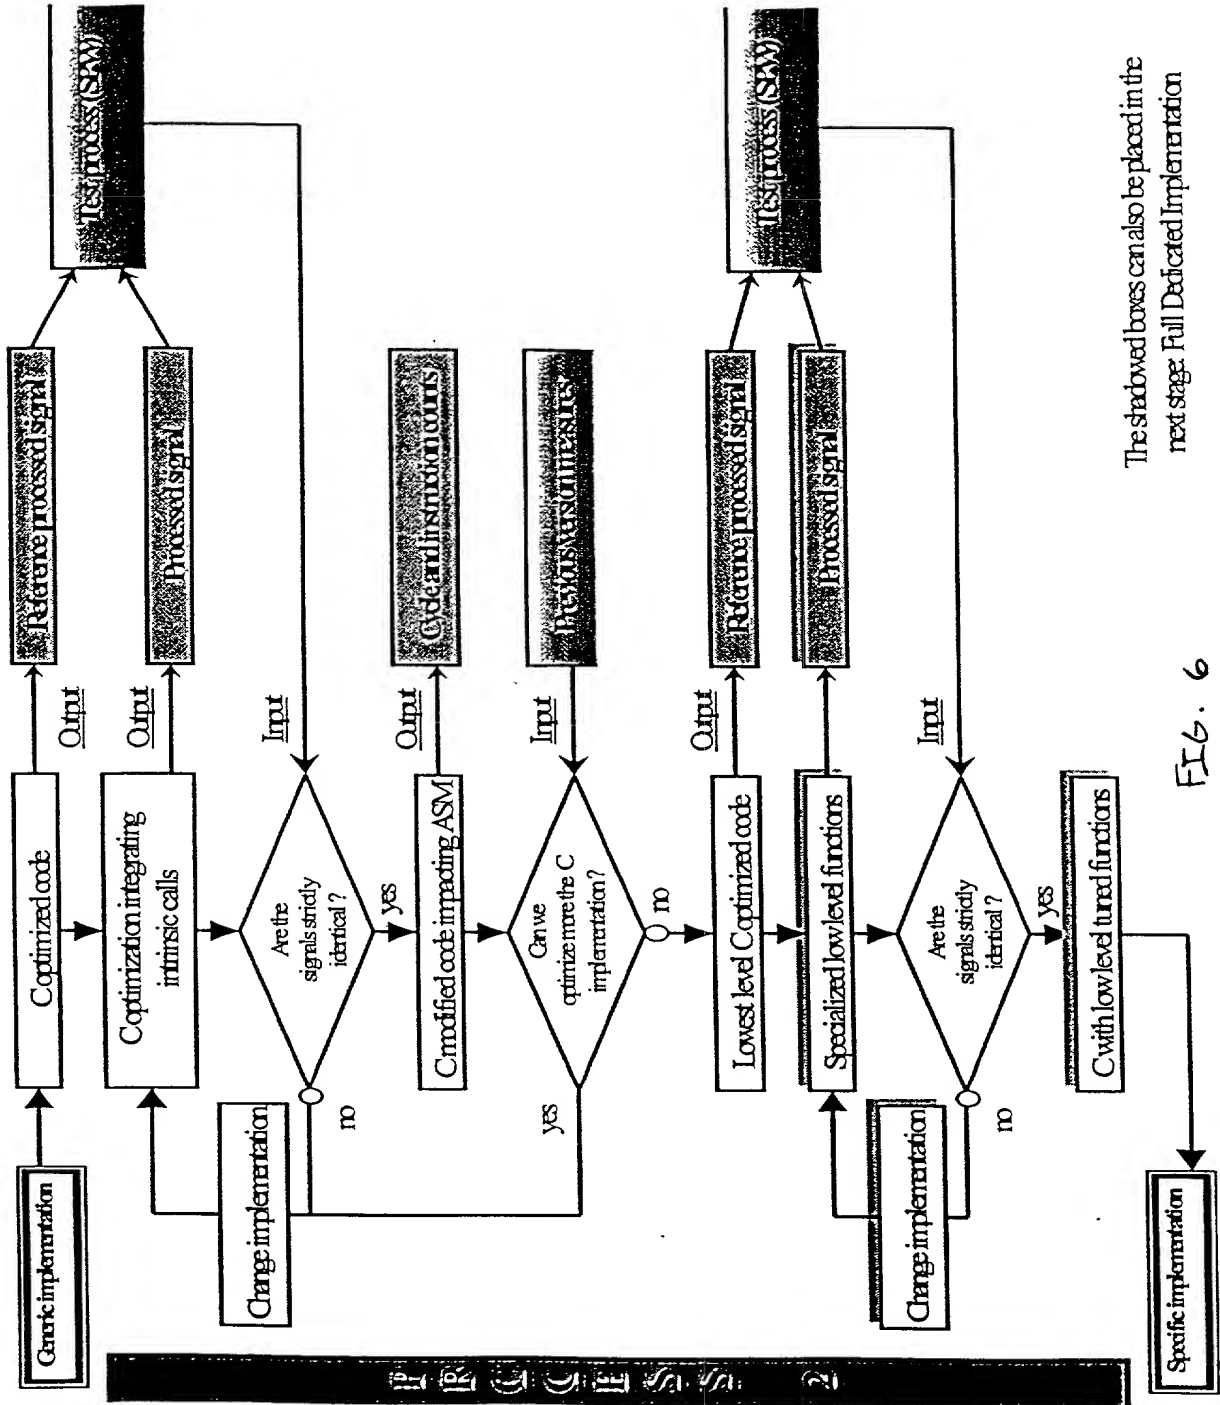 PROCESS 2
Generic implementation
C optimized code
Output
Reference processed signal
C optimization integrating
intrinsic calls
Output
Processed signal
Test process (SPW)
Change implementation
Input
Are the
signals strictly
identical ?
no
yes
C modified code impacting ASM
Output
Cycle and instruction counts
Can we
optimize more the C
implementation?
Input
Previous version measures
yes
no
Lowest level C optimized code
Output
Reference processed signal
Specialized low level functions
Processed signal
Test process (SPW)
Change implementation
Input
Are the
signals strictly
identical ?
no
yes
C with low level tuned functions
Specific implementation
The shadowed boxes can also be placed in the
next stage: Full Dedicated Implementation
FIG. 6